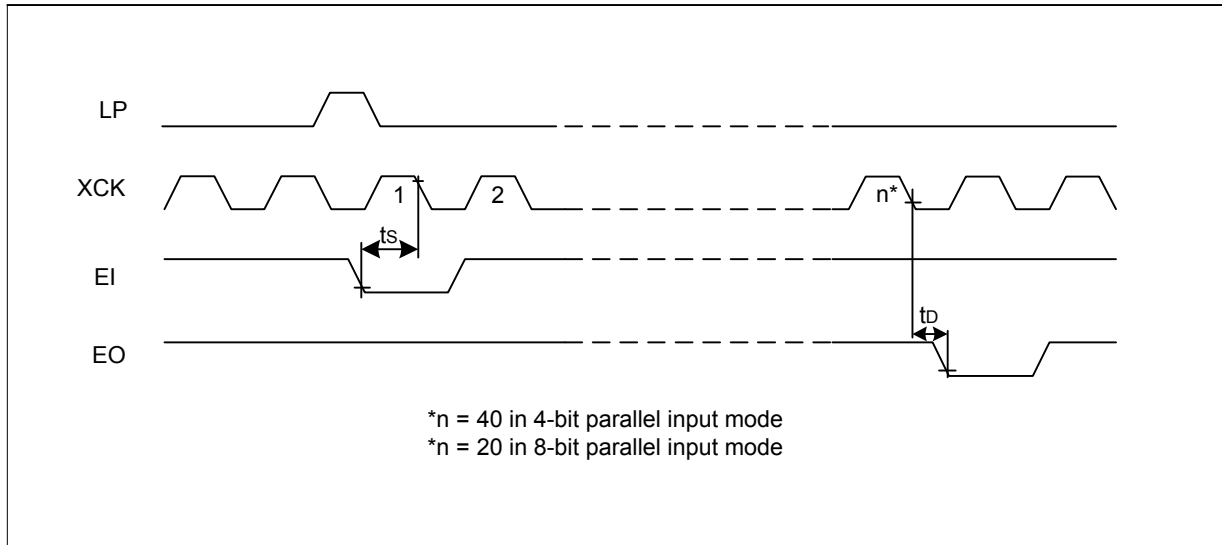 LP
XCK
1
2
n*
ts
EI
tD
EO
*n = 40 in 4-bit parallel input mode
*n = 20 in 8-bit parallel input mode